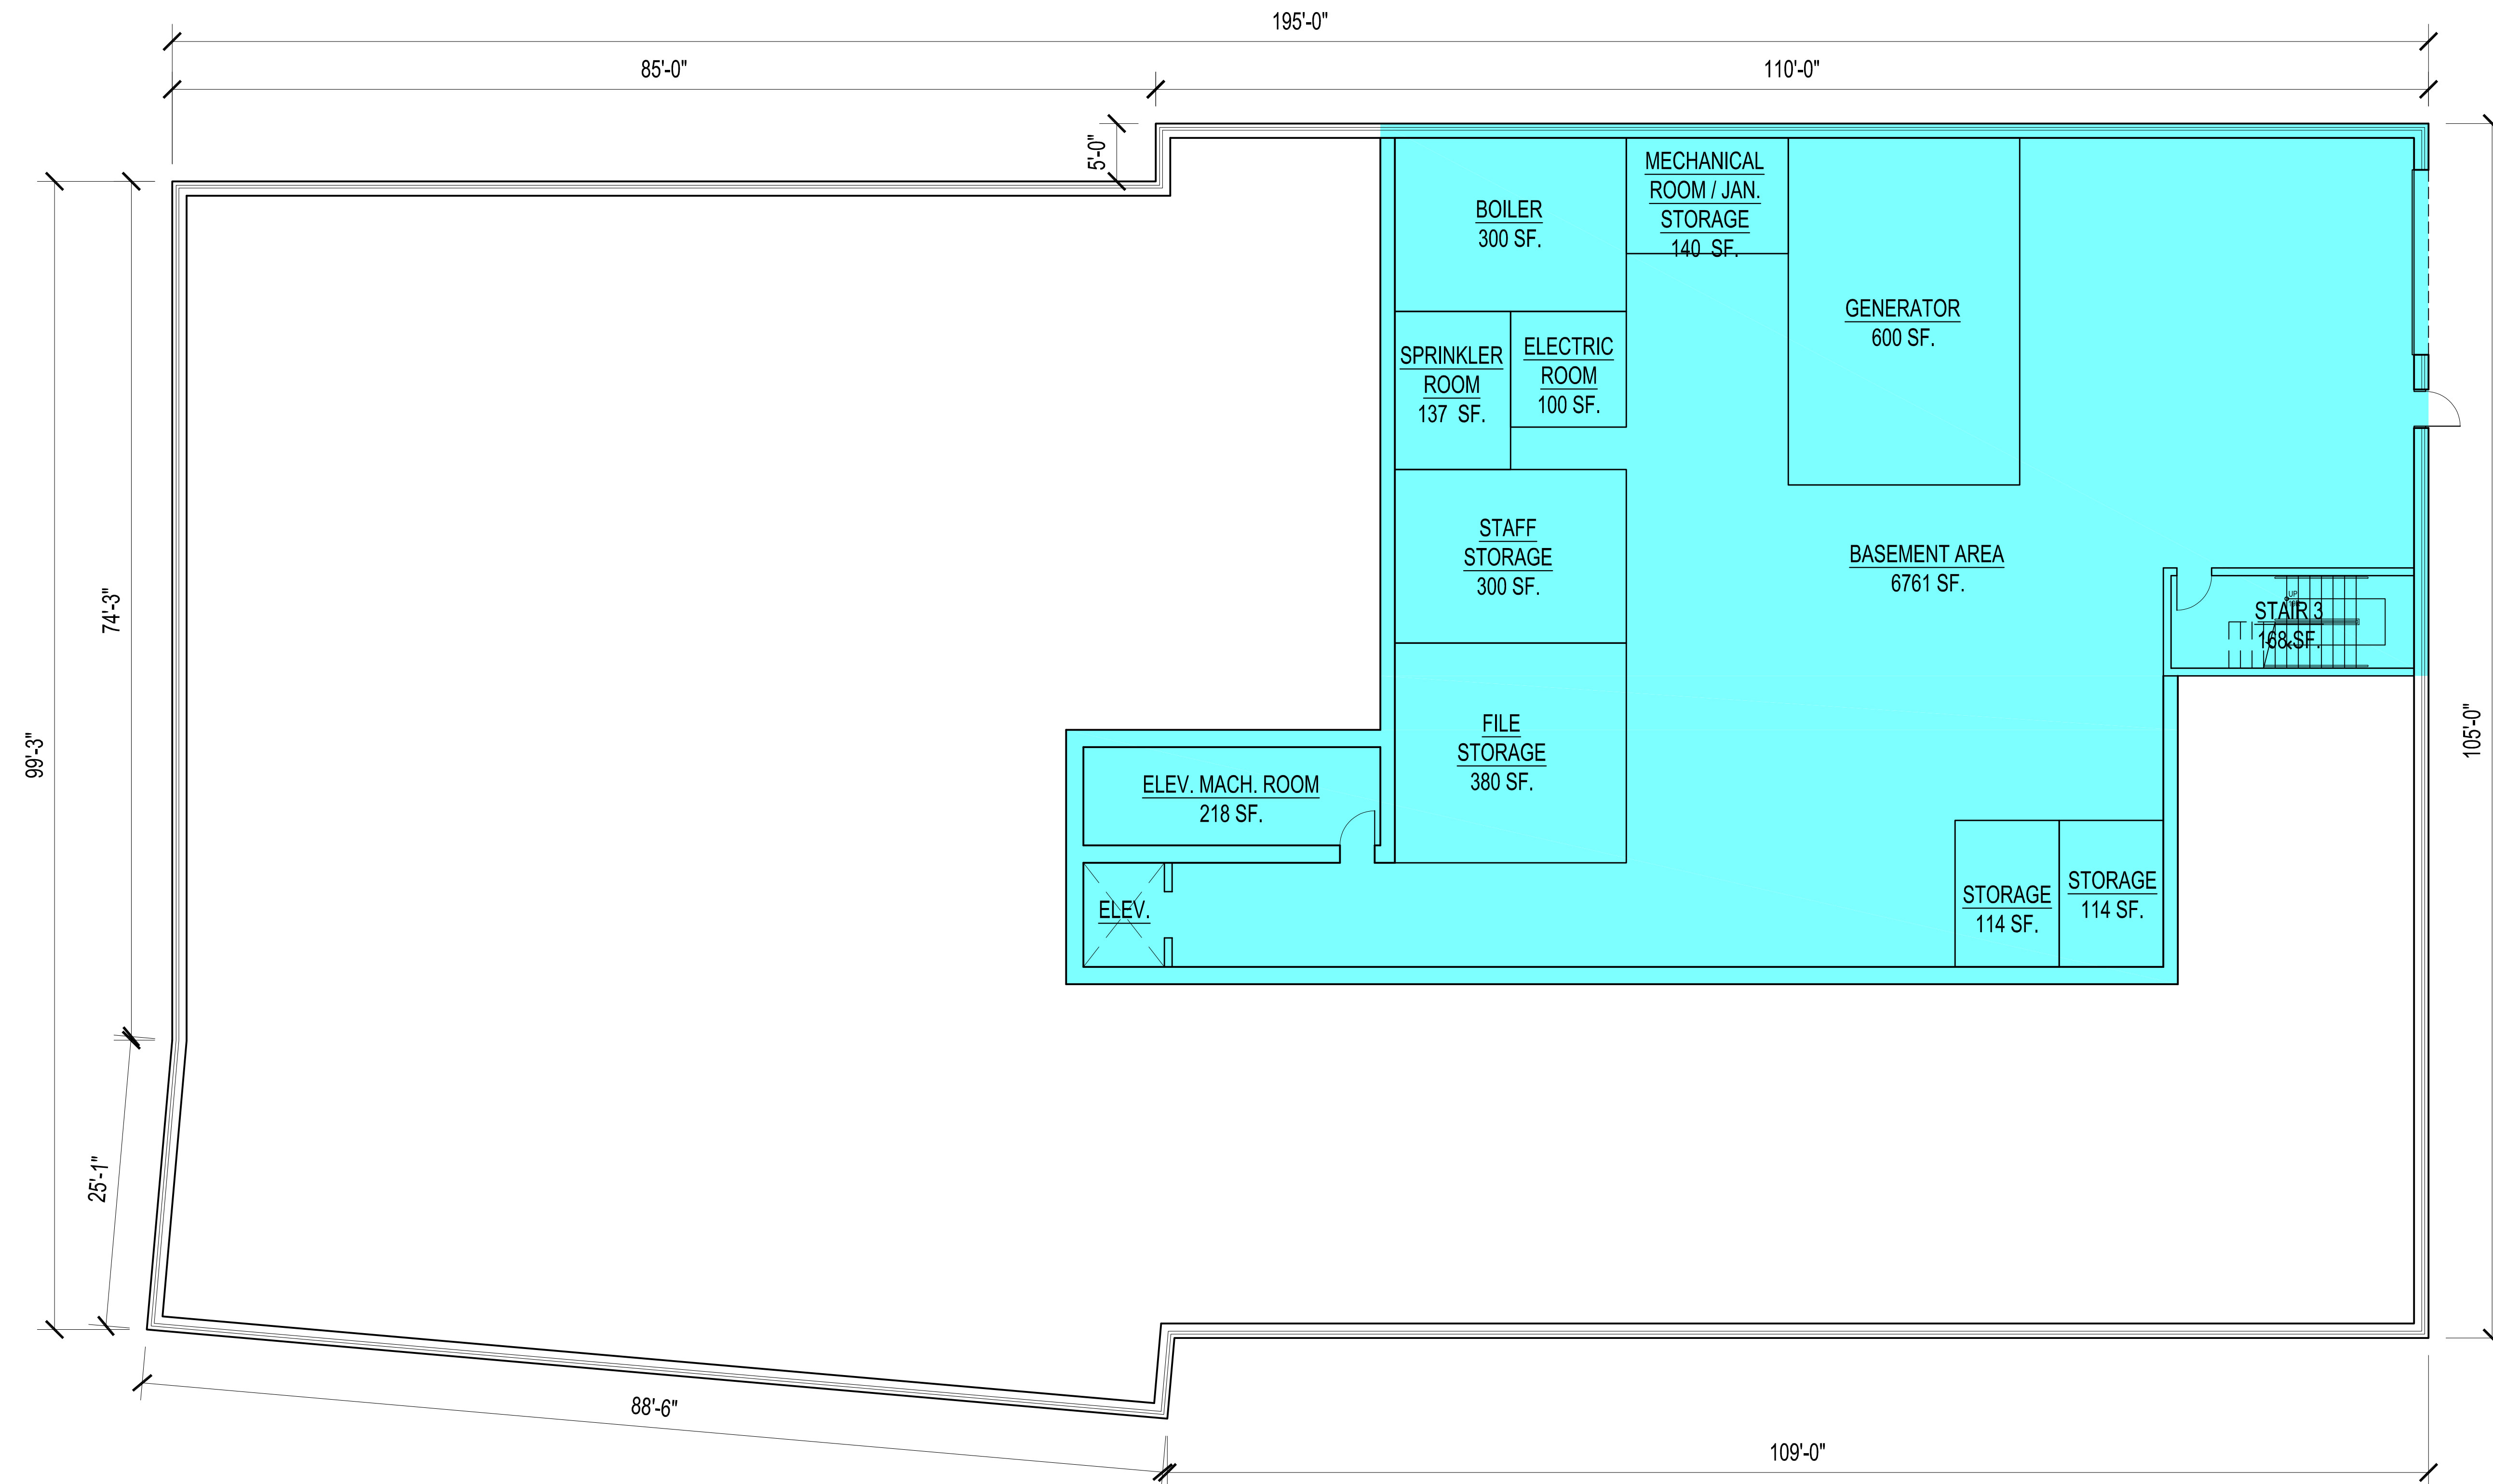 195'-0"
85'-0"
110'-0"
5'-0"
MECHANICAL
ROOM / JAN.
STORAGE
140 SF.
BOILER
300 SF.
GENERATOR
600 SF.
SPRINKLER
ROOM
137 SF.
ELECTRIC
ROOM
100 SF.
STAFF
STORAGE
300 SF.
BASEMENT AREA
6761 SF.
UP
STAIR 3
168 SF.
74'-3"
99'-3"
105'-0"
FILE
STORAGE
380 SF.
ELEV. MACH. ROOM
218 SF.
ELEV.
STORAGE
114 SF.
STORAGE
114 SF.
25'-1"
88'-6"
109'-0"